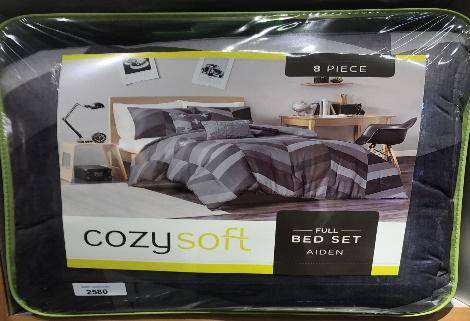 8 PIECE
cozysoft
FULL
BED SET
AIDEN
2580